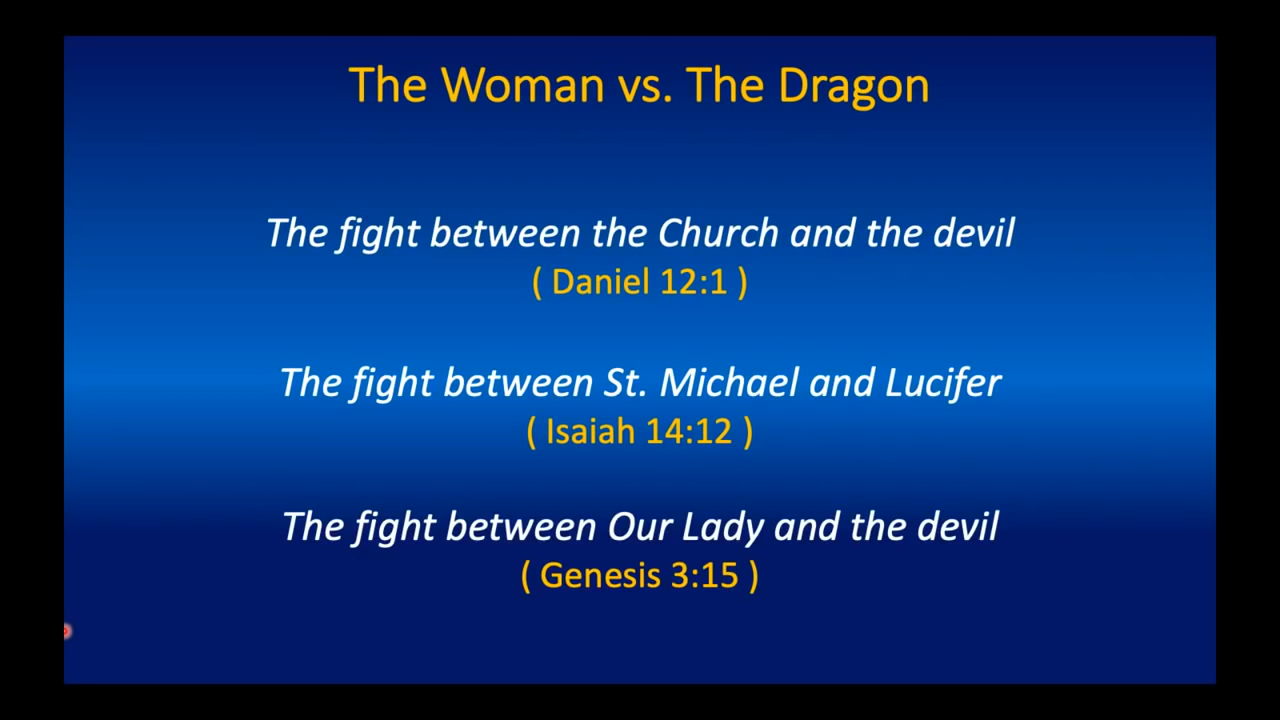 The Woman vs. The Dragon
The fight between the Church and the devil
( Daniel 12:1 )
The fight between St. Michael and Lucifer
( Isaiah 14:12 )
The fight between Our Lady and the devil
( Genesis 3:15 )